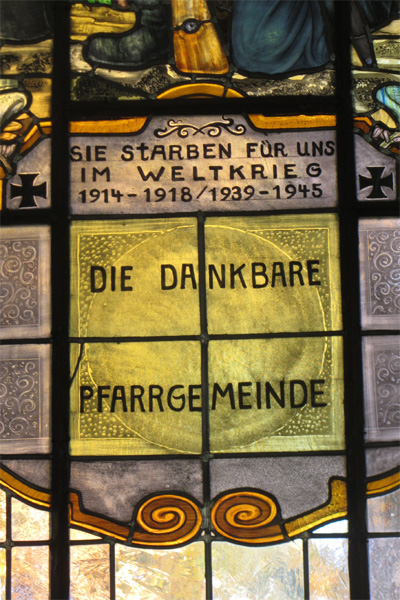 SIE STARBEN FÜR UNS
IM WELTKRIEG
1914-1918/1939-1945
DIE DANKBARE
PFARRGEMEINDE